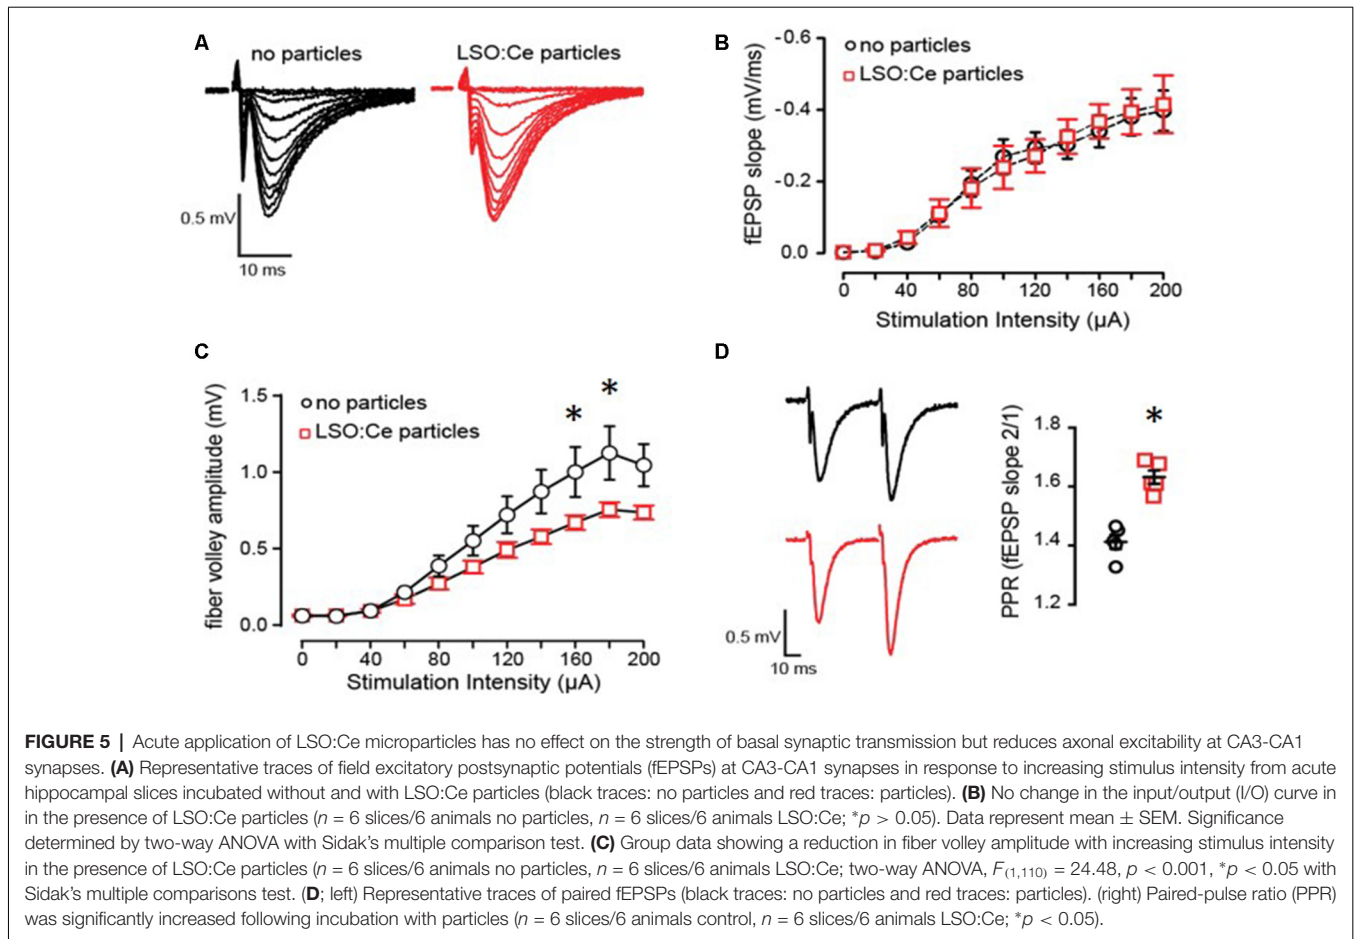 A
no particles
LSO:Ce particles
0.5 mV
10 ms
B
fEPSP slope (mV/ms)
-0.6
-0.4
-0.2
0.0
no particles
LSO:Ce particles
0 40 80 120 160 200
Stimulation Intensity (µA)
C
fiber volley amplitude (mV)
1.5
1.0
0.5
0.0
no particles
LSO:Ce particles
* *
0 40 80 120 160 200
Stimulation Intensity (µA)
D
0.5 mV
10 ms
PPR (fEPSP slope 2/1)
1.8
1.6
1.4
1.2
*
FIGURE 5 | Acute application of LSO:Ce microparticles has no effect on the strength of basal synaptic transmission but reduces axonal excitability at CA3-CA1
synapses. (A) Representative traces of field excitatory postsynaptic potentials (fEPSPs) at CA3-CA1 synapses in response to increasing stimulus intensity from acute
hippocampal slices incubated without and with LSO:Ce particles (black traces: no particles and red traces: particles). (B) No change in the input/output (I/O) curve in
in the presence of LSO:Ce particles (n = 6 slices/6 animals no particles, n = 6 slices/6 animals LSO:Ce; *p > 0.05). Data represent mean ± SEM. Significance
determined by two-way ANOVA with Sidak's multiple comparison test. (C) Group data showing a reduction in fiber volley amplitude with increasing stimulus intensity
in the presence of LSO:Ce particles (n = 6 slices/6 animals no particles, n = 6 slices/6 animals LSO:Ce; two-way ANOVA, F(1,110) = 24.48, p < 0.001, *p < 0.05 with
Sidak's multiple comparisons test. (D; left) Representative traces of paired fEPSPs (black traces: no particles and red traces: particles). (right) Paired-pulse ratio (PPR)
was significantly increased following incubation with particles (n = 6 slices/6 animals control, n = 6 slices/6 animals LSO:Ce; *p < 0.05).